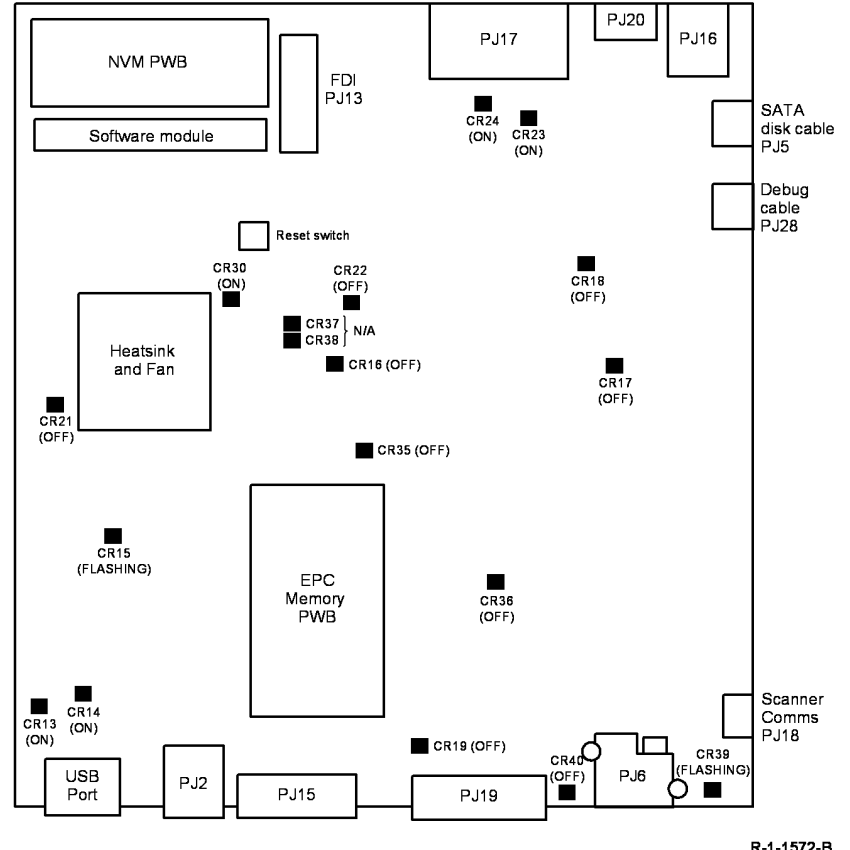 PJ17
PJ20
PJ16
NVM PWB
FDI
PJ13
Software module
CR24
(ON)
CR23
(ON)
SATA
disk cable
PJ5
Debug
cable
PJ28
Reset switch
CR30
(ON)
CR22
(OFF)
CR18
(OFF)
CR37
CR38
N/A
Heatsink
and Fan
CR16 (OFF)
CR17
(OFF)
CR21
(OFF)
CR35 (OFF)
CR15
(FLASHING)
EPC
Memory
PWB
CR36
(OFF)
CR13
(ON)
CR14
(ON)
Scanner
Comms
PJ18
CR19 (OFF)
CR40
(OFF)
CR39
(FLASHING)
USB
Port
PJ2
PJ15
PJ19
PJ6
R-1-1572-B